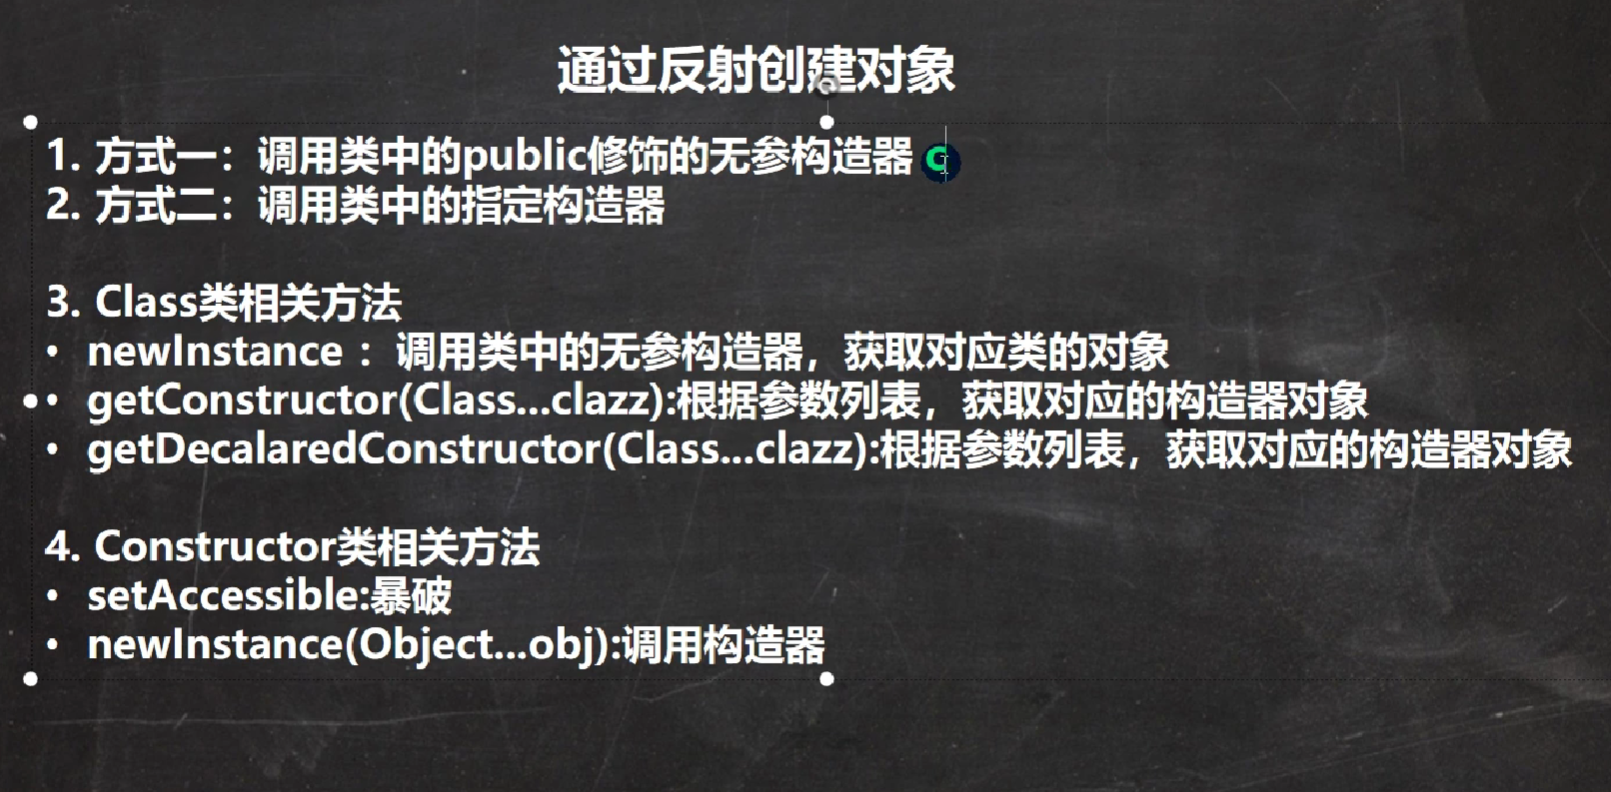 通过反射创建对象
1. 方式一：调用类中的public修饰的无参构造器
2. 方式二：调用类中的指定构造器
3. Class类相关方法
• newInstance ：调用类中的无参构造器，获取对应类的对象
• getConstructor(Class...clazz):根据参数列表，获取对应的构造器对象
• getDecalaredConstructor(Class...clazz):根据参数列表，获取对应的构造器对象
4. Constructor类相关方法
• setAccessible:暴破
• newInstance(Object...obj):调用构造器